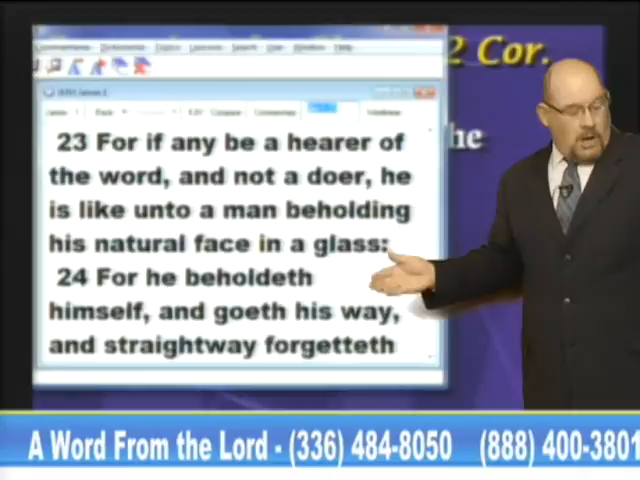 2 Cor.
he
23 For if any be a hearer of
the word, and not a doer, he
is like unto a man beholding
his natural face in a glass:
24 For he beholdeth
himself, and goeth his way,
and straightway forgetteth
A Word From the Lord - (336) 484-8050 (888) 400-3801